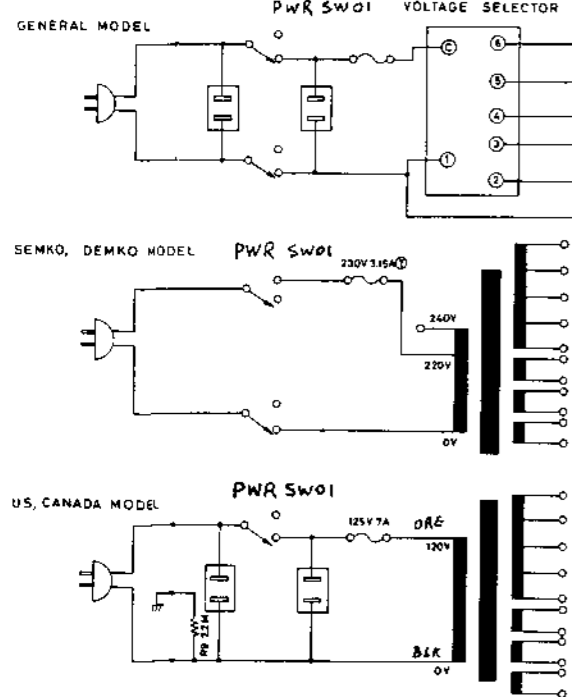 PWR SW01 VOLTAGE SELECTOR
GENERAL MODEL
C 6
5
4
3
1
2
SEMKO, DEMKO MODEL PWR SW01
230V 3.15A T
240V
220V
0V
US, CANADA MODEL PWR SW01
125V 7A ORE
120V
R9 2.2M
BLK
0V